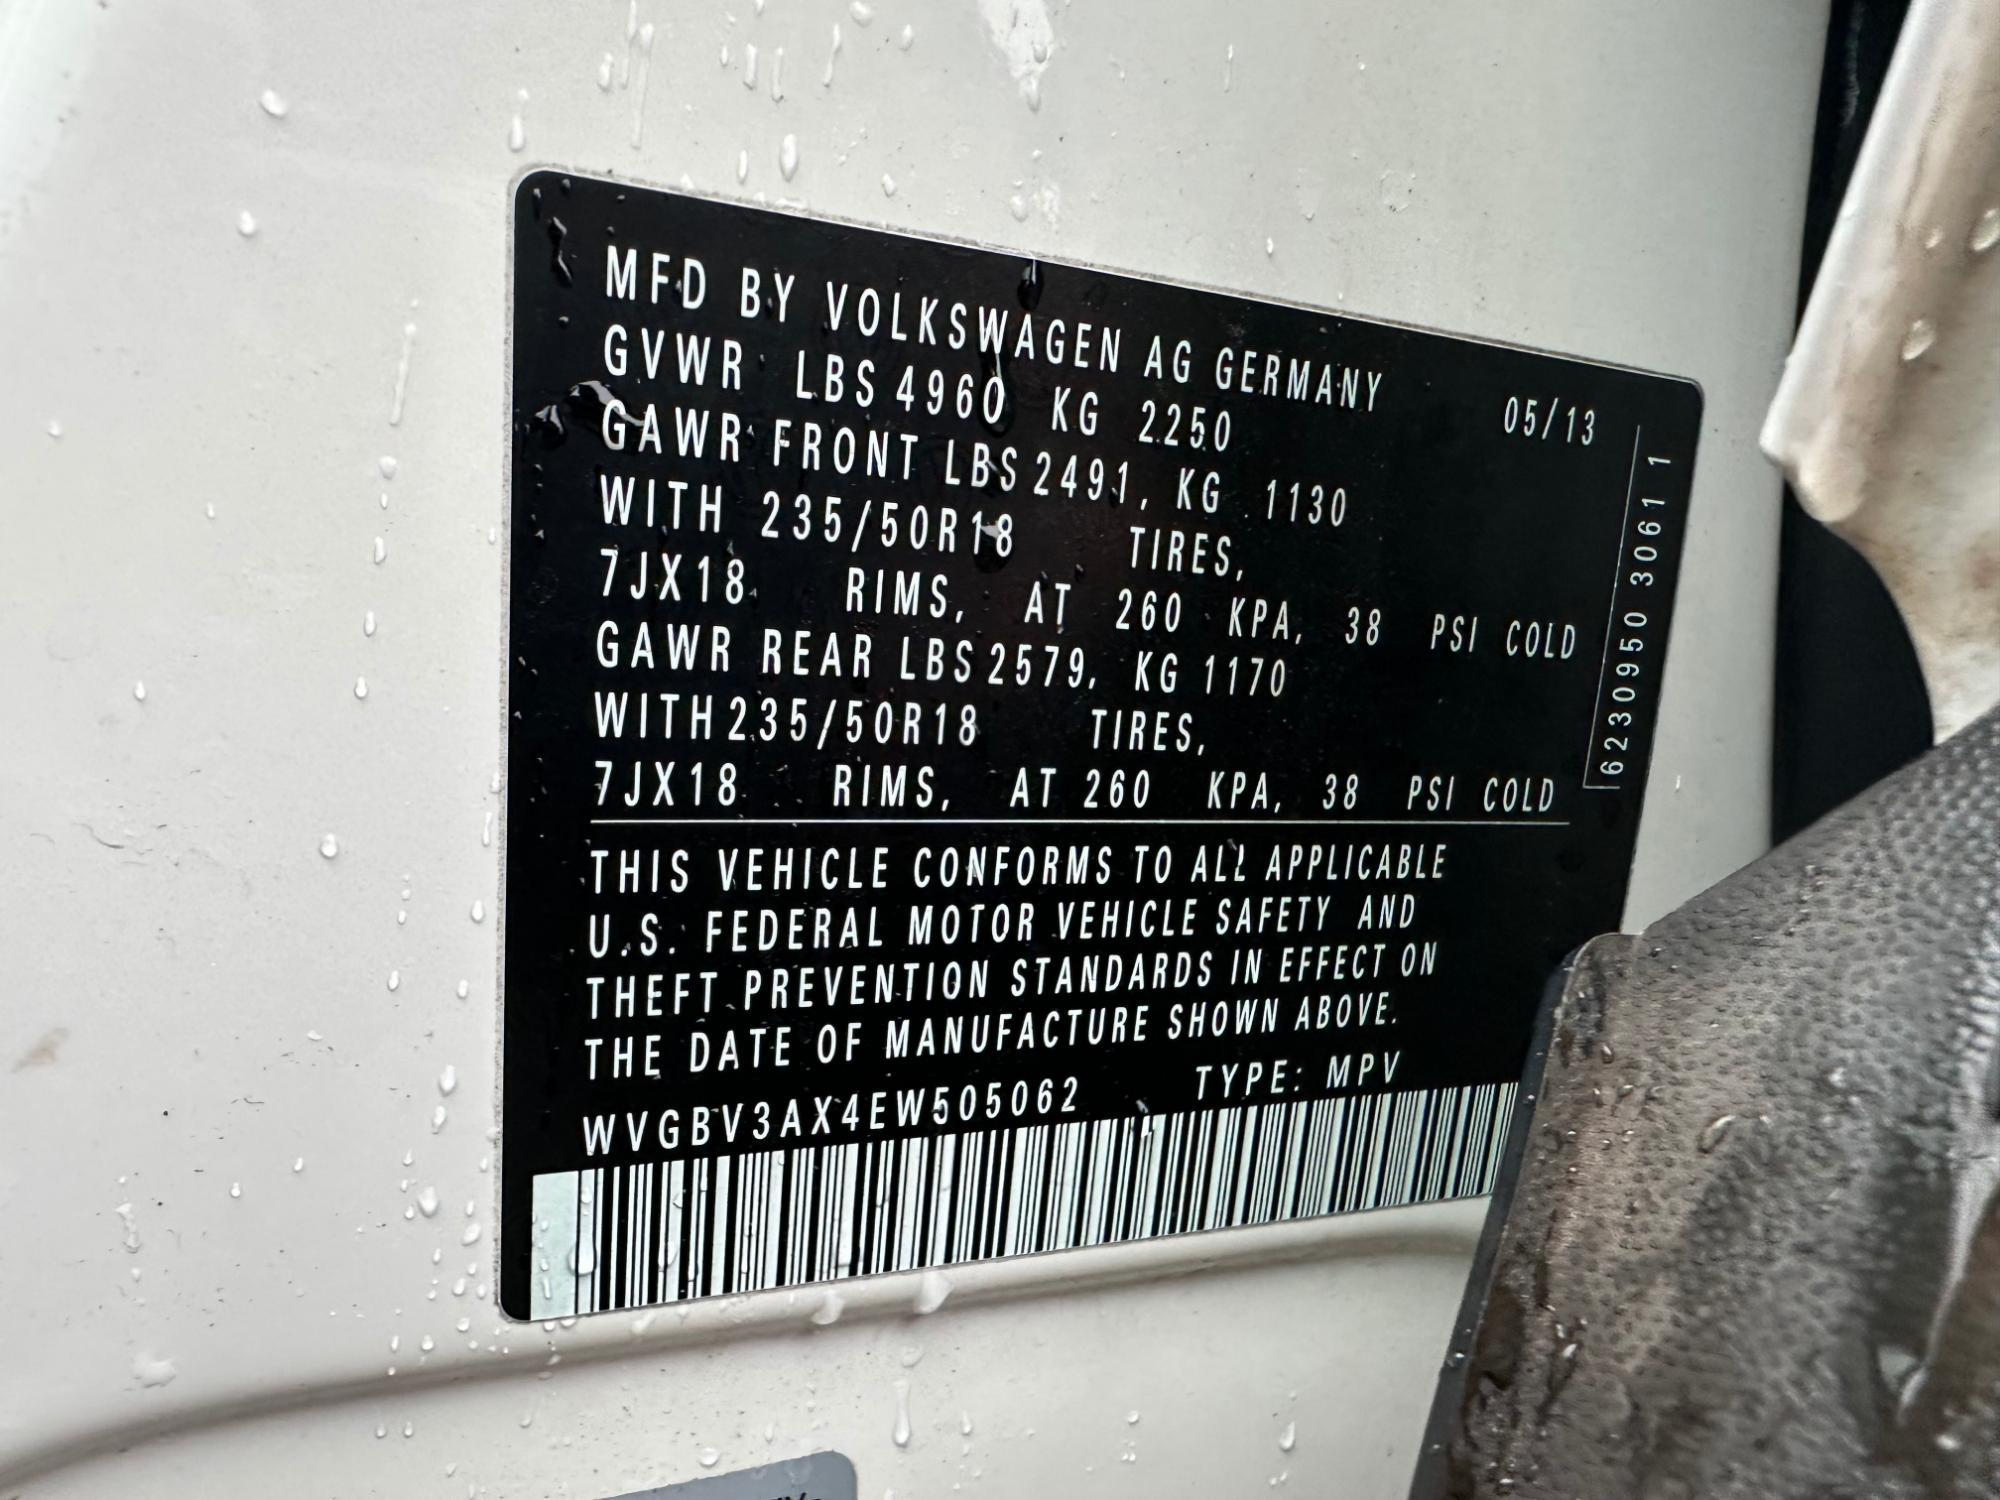 MFD BY VOLKSWAGEN AG GERMANY 05/13
GVWR LBS 4960 KG 2250
GAWR FRONT LBS 2491, KG 1130
WITH 235/50R18 TIRES,
7JX18 RIMS, AT 260 KPA, 38 PSI COLD
GAWR REAR LBS 2579, KG 1170
WITH 235/50R18 TIRES,
7JX18 RIMS, AT 260 KPA, 38 PSI COLD
6230950 3061 1
THIS VEHICLE CONFORMS TO ALL APPLICABLE
U.S. FEDERAL MOTOR VEHICLE SAFETY AND
THEFT PREVENTION STANDARDS IN EFFECT ON
THE DATE OF MANUFACTURE SHOWN ABOVE.
WVGBV3AX4EW505062 TYPE: MPV